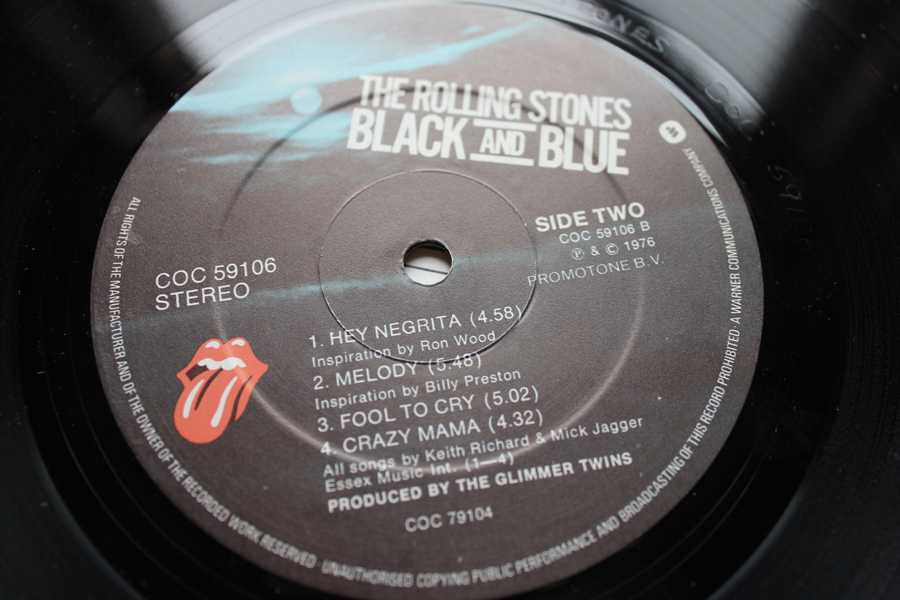 THE ROLLING STONES
BLACK AND BLUE
SIDE TWO
COC 59106 B
Ⓟ & © 1976
PROMOTONE B.V.
COC 59106
STEREO
1. HEY NEGRITA (4.58)
Inspiration by Ron Wood
2. MELODY (5.48)
Inspiration by Billy Preston
3. FOOL TO CRY (5.02)
4. CRAZY MAMA (4.32)
All songs by Keith Richard & Mick Jagger
Essex Music Int. (1—4)
PRODUCED BY THE GLIMMER TWINS
COC 79104
ALL RIGHTS OF THE MANUFACTURER AND OF THE OWNER OF THE RECORDED WORK RESERVED · UNAUTHORISED COPYING PUBLIC PERFORMANCE AND BROADCASTING OF THIS RECORD PROHIBITED · A WARNER COMMUNICATIONS COMPANY